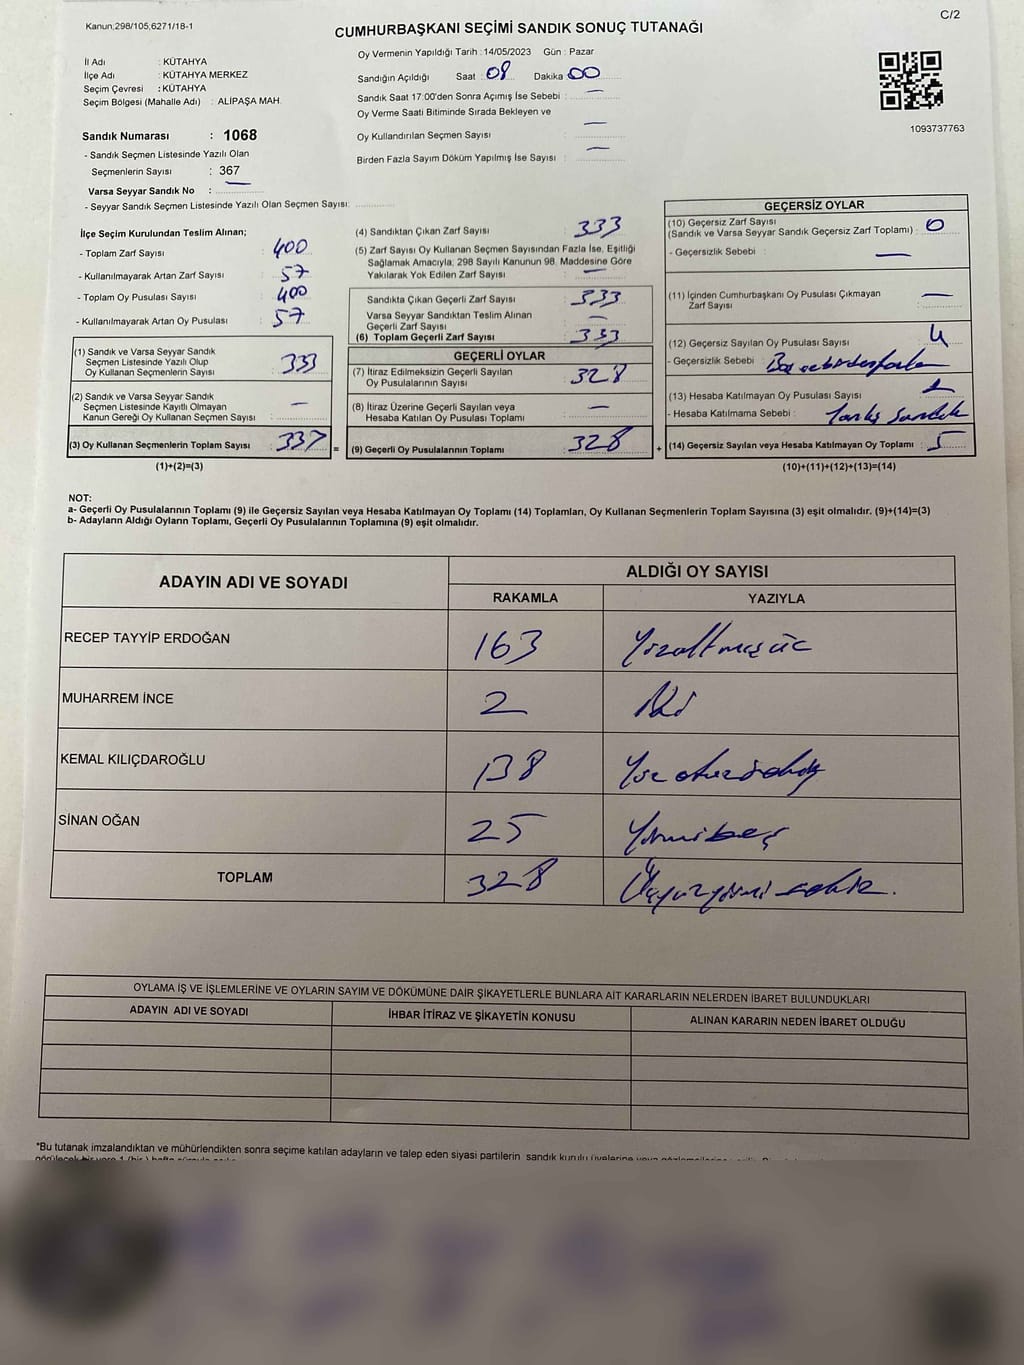 Kanun;298/105,6271/18-1
C/2
CUMHURBAŞKANI SEÇİMİ SANDIK SONUÇ TUTANAĞI
İl Adı : KÜTAHYA
İlçe Adı : KÜTAHYA MERKEZ
Seçim Çevresi : KÜTAHYA
Seçim Bölgesi (Mahalle Adı) : ALİPAŞA MAH.
Sandık Numarası : 1068
- Sandık Seçmen Listesinde Yazılı Olan
Seçmenlerin Sayısı : 367
Varsa Seyyar Sandık No : —
- Seyyar Sandık Seçmen Listesinde Yazılı Olan Seçmen Sayısı:
Oy Vermenin Yapıldığı Tarih : 14/05/2023 Gün : Pazar
Sandığın Açıldığı Saat : 08 Dakika 00
Sandık Saat 17:00'den Sonra Açımış İse Sebebi : —
Oy Verme Saati Bitiminde Sırada Bekleyen ve
Oy Kullandırılan Seçmen Sayısı : —
Birden Fazla Sayım Döküm Yapılmış İse Sayısı : —
1093737763
İlçe Seçim Kurulundan Teslim Alınan;
- Toplam Zarf Sayısı : 400
- Kullanılmayarak Artan Zarf Sayısı : 57
- Toplam Oy Pusulası Sayısı : 400
- Kullanılmayarak Artan Oy Pusulası : 57
(1) Sandık ve Varsa Seyyar Sandık
Seçmen Listesinde Yazılı Olup
Oy Kullanan Seçmenlerin Sayısı : 333
(2) Sandık ve Varsa Seyyar Sandık
Seçmen Listesinde Kayıtlı Olmayan
Kanun Gereği Oy Kullanan Seçmen Sayısı : —
(3) Oy Kullanan Seçmenlerin Toplam Sayısı : 337 =
(1)+(2)=(3)
(4) Sandıktan Çıkan Zarf Sayısı : 333
(5) Zarf Sayısı Oy Kullanan Seçmen Sayısından Fazla İse, Eşitliği
Sağlamak Amacıyla; 298 Sayılı Kanunun 98. Maddesine Göre
Yakılarak Yok Edilen Zarf Sayısı : —
Sandıkta Çıkan Geçerli Zarf Sayısı : 333
Varsa Seyyar Sandıktan Teslim Alınan
Geçerli Zarf Sayısı : —
(6) Toplam Geçerli Zarf Sayısı : 333
GEÇERLİ OYLAR
(7) İtiraz Edilmeksizin Geçerli Sayılan
Oy Pusulalarının Sayısı : 328
(8) İtiraz Üzerine Geçerli Sayılan veya
Hesaba Katılan Oy Pusulası Toplamı : —
(9) Geçerli Oy Pusulalarının Toplamı : 328 +
GEÇERSİZ OYLAR
(10) Geçersiz Zarf Sayısı
(Sandık ve Varsa Seyyar Sandık Geçersiz Zarf Toplamı) : 0
- Geçersizlik Sebebi : —
(11) İçinden Cumhurbaşkanı Oy Pusulası Çıkmayan
Zarf Sayısı : —
(12) Geçersiz Sayılan Oy Pusulası Sayısı : 4
- Geçersizlik Sebebi :
(13) Hesaba Katılmayan Oy Pusulası Sayısı : 1
- Hesaba Katılmama Sebebi : Yanlış Sandık
(14) Geçersiz Sayılan veya Hesaba Katılmayan Oy Toplamı : 5
(10)+(11)+(12)+(13)=(14)
NOT:
a- Geçerli Oy Pusulalarının Toplamı (9) ile Geçersiz Sayılan veya Hesaba Katılmayan Oy Toplamı (14) Toplamları, Oy Kullanan Seçmenlerin Toplam Sayısına (3) eşit olmalıdır. (9)+(14)=(3)
b- Adayların Aldığı Oyların Toplamı, Geçerli Oy Pusulalarının Toplamına (9) eşit olmalıdır.
ADAYIN ADI VE SOYADI
ALDIĞI OY SAYISI
RAKAMLA YAZIYLA
RECEP TAYYİP ERDOĞAN 163 Yüzaltmışüç
MUHARREM İNCE 2 İki
KEMAL KILIÇDAROĞLU 138 Yüz otuzsekiz
SİNAN OĞAN 25 Yirmibeş
TOPLAM 328 Üçyüzyirmi sekiz.
OYLAMA İŞ VE İŞLEMLERİNE VE OYLARIN SAYIM VE DÖKÜMÜNE DAİR ŞİKAYETLERLE BUNLARA AİT KARARLARIN NELERDEN İBARET BULUNDUKLARI
ADAYIN ADI VE SOYADI İHBAR İTİRAZ VE ŞİKAYETİN KONUSU ALINAN KARARIN NEDEN İBARET OLDUĞU
*Bu tutanak imzalandıktan ve mühürlendikten sonra seçime katılan adayların ve talep eden siyasi partilerin sandık kurulu üyelerine veya